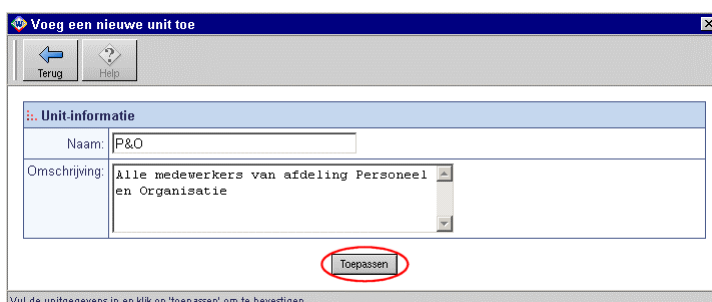 Voeg een nieuwe unit toe
Terug Help
Unit-informatie
Naam: P&O
Omschrijving: Alle medewerkers van afdeling Personeel
en Organisatie
Toepassen
Vul de unitgegevens in en klik op 'toepassen' om te bevestigen